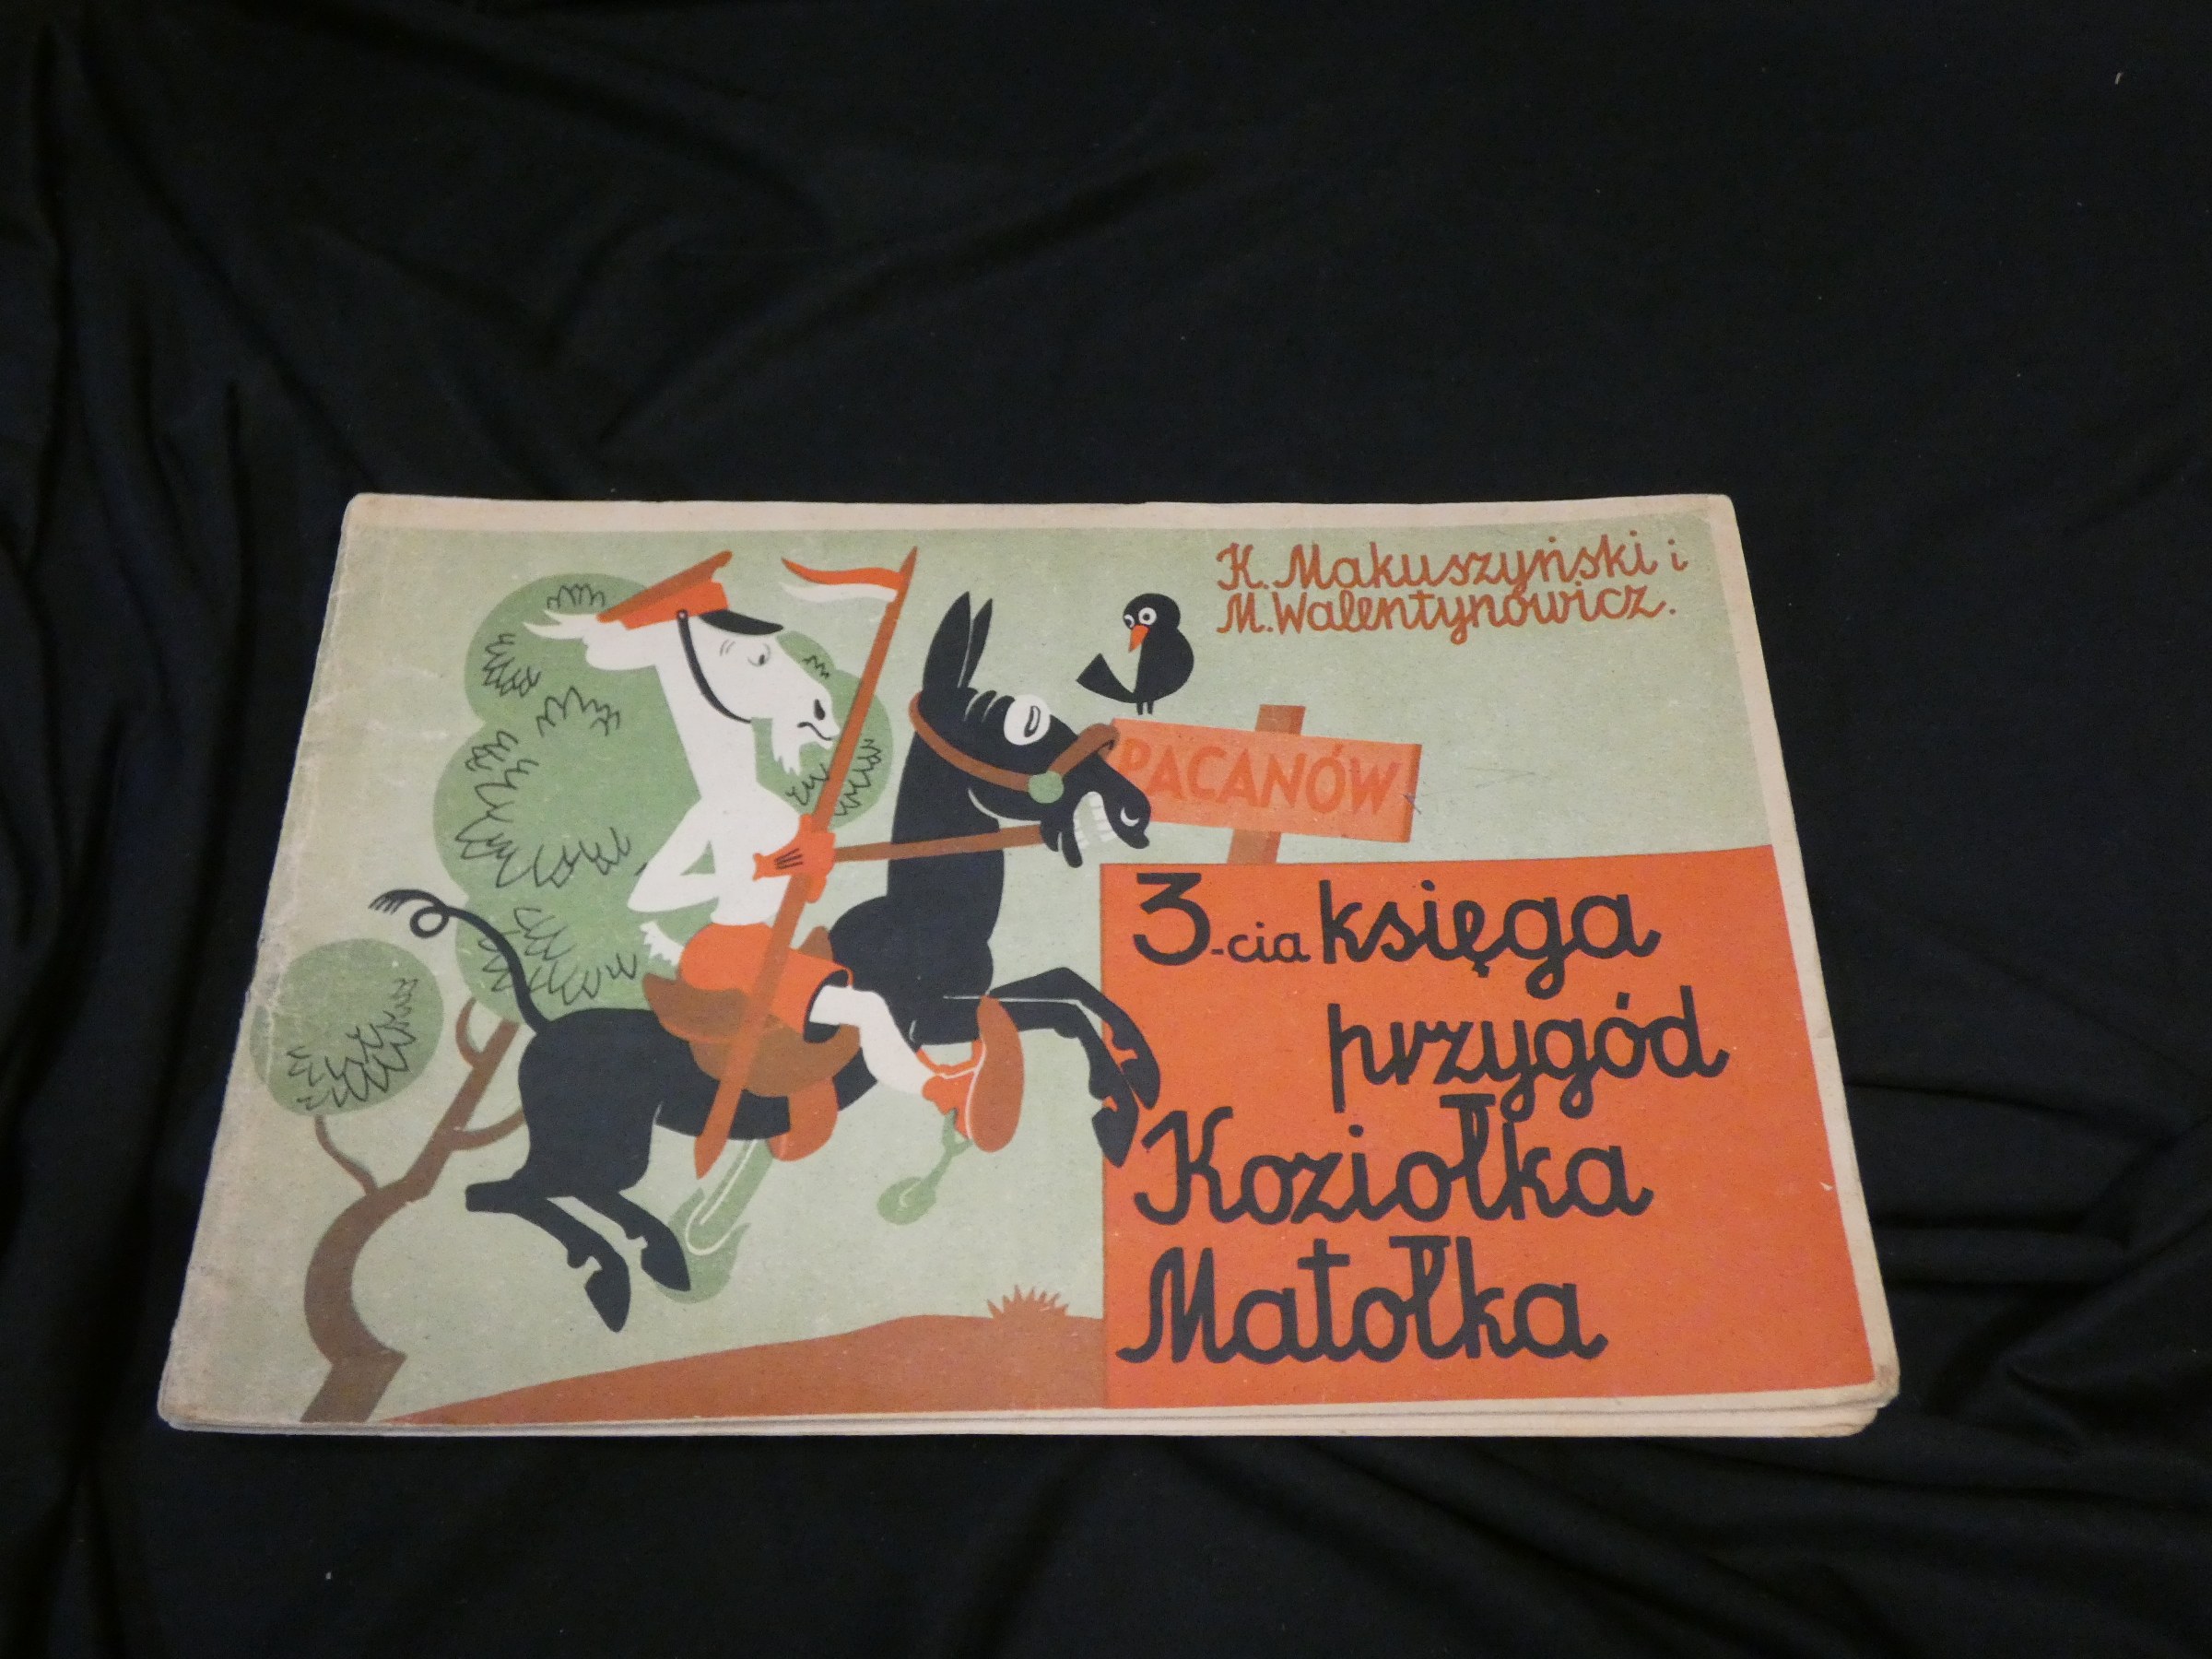 K. Makuszyński i
M. Walentynowicz.
PACANÓW
3-cia księga
przygód
Koziołka
Matołka